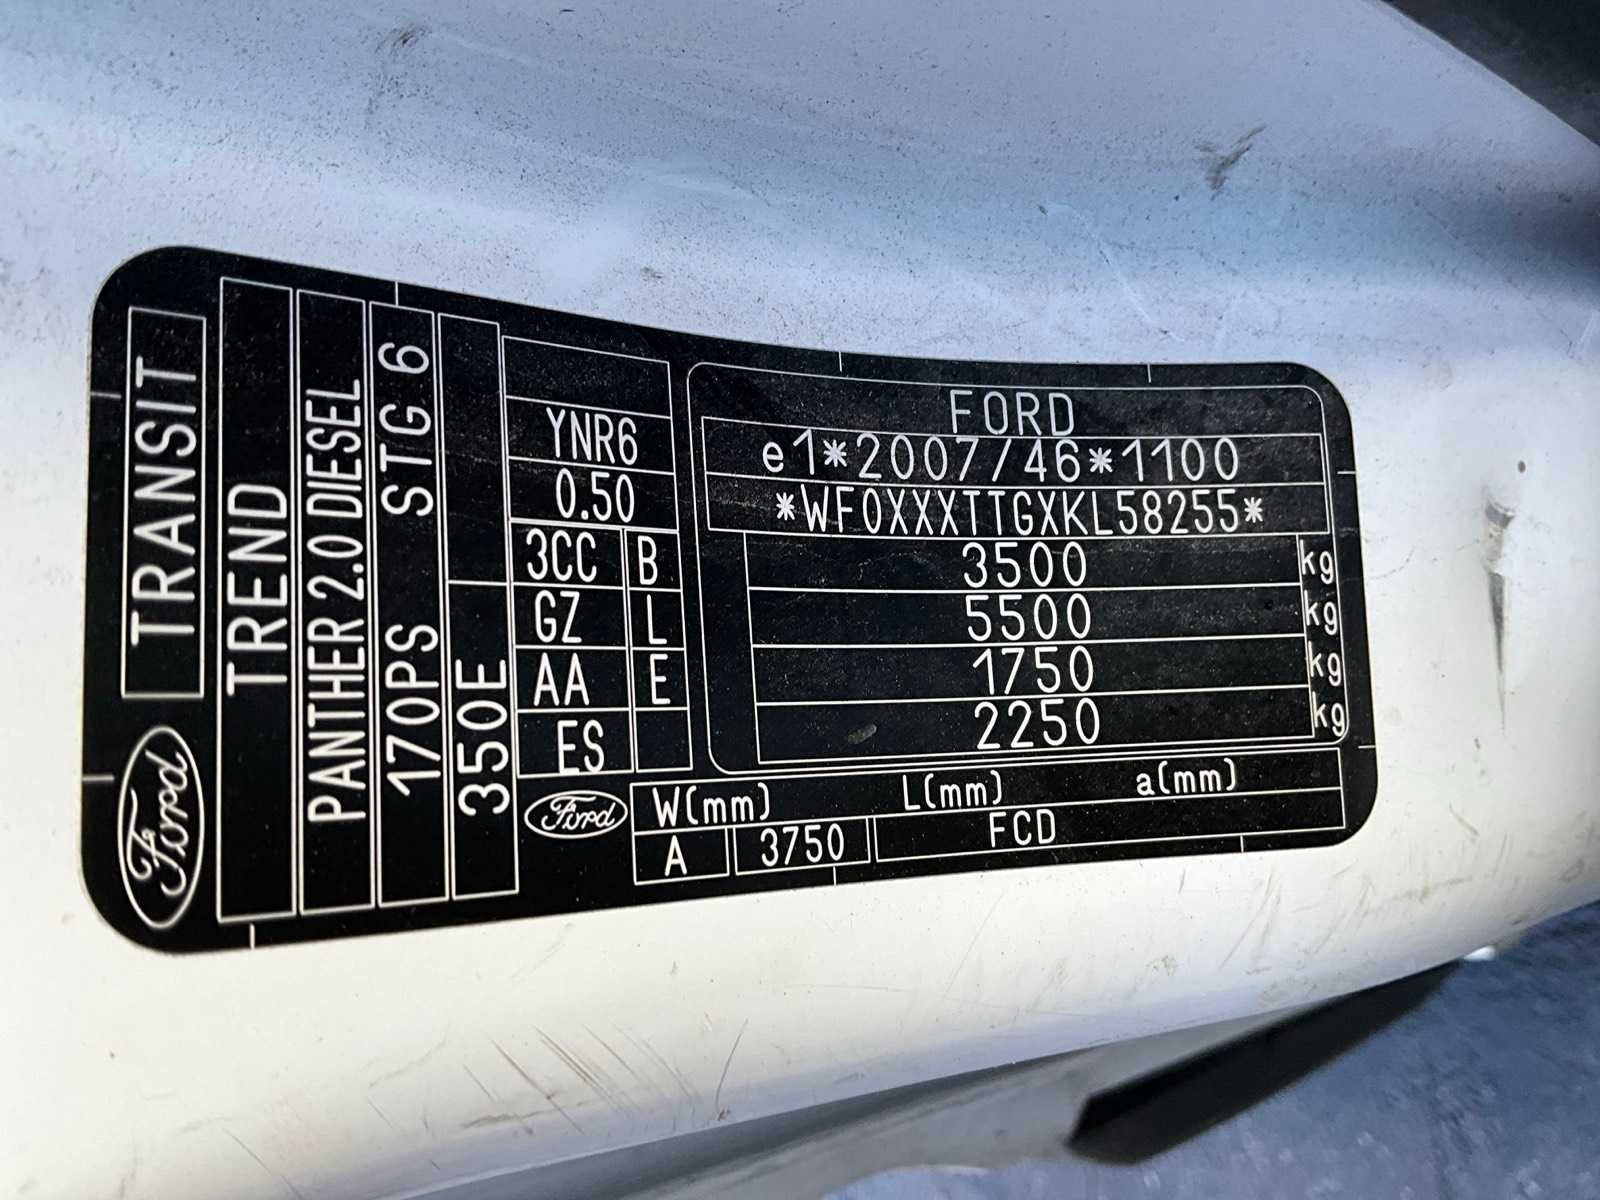 Ford TRANSIT
TREND
PANTHER 2.0 DIESEL
170PS STG 6
350E
YNR6
0.50
3CC B
GZ L
AA E
ES
Ford
FORD
e1*2007/46*1100
*WF0XXXTTGXKL58255*
3500 kg
5500 kg
1750 kg
2250 kg
W(mm) L(mm) a(mm)
A 3750 FCD